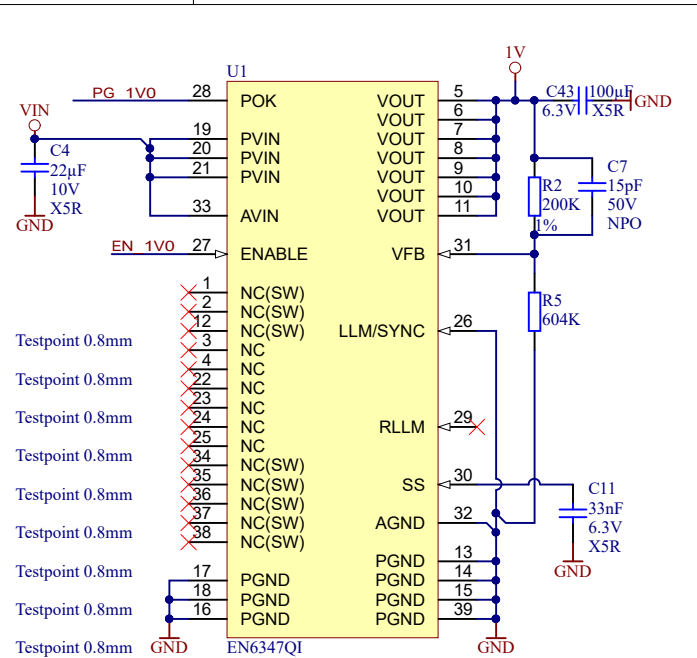 1V
U1
PG_1V0 28 POK VOUT 5 C43 100µF GND
VOUT 6 6.3V X5R
VIN
19 PVIN VOUT 7
20 PVIN VOUT 8
21 PVIN VOUT 9
VOUT 10
33 AVIN VOUT 11
C4
22µF
10V
X5R
GND
R2
200K
1%
C7
15pF
50V
NPO
EN_1V0 27 ENABLE VFB 31
1 NC(SW)
2 NC(SW)
12 NC(SW) LLM/SYNC 26
R5
604K
Testpoint 0.8mm
3 NC
4 NC
Testpoint 0.8mm
22 NC
23 NC
Testpoint 0.8mm
24 NC RLLM 29
25 NC
Testpoint 0.8mm
34 NC(SW)
35 NC(SW) SS 30
Testpoint 0.8mm
36 NC(SW)
37 NC(SW) AGND 32
Testpoint 0.8mm
38 NC(SW)
C11
33nF
6.3V
X5R
GND
PGND 13
Testpoint 0.8mm
17 PGND PGND 14
18 PGND PGND 15
Testpoint 0.8mm
16 PGND PGND 39
Testpoint 0.8mm
GND
EN6347QI
GND